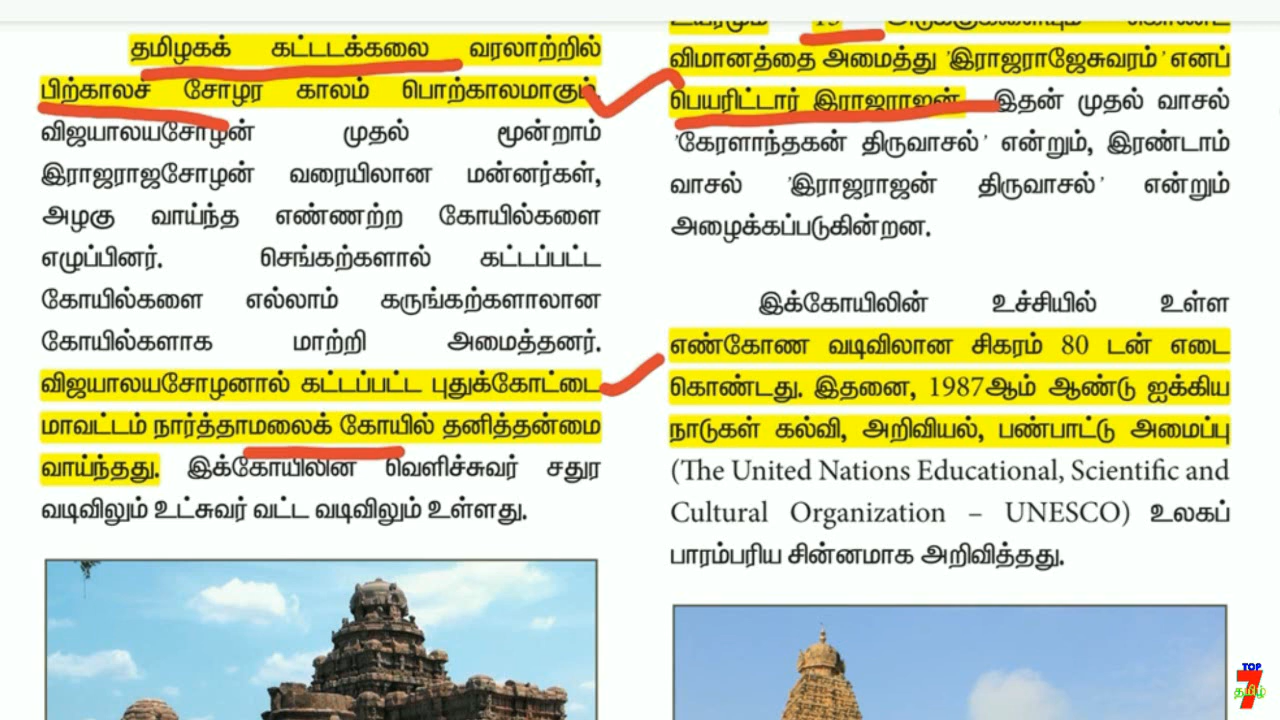 தமிழகக் கட்டடக்கலை வரலாற்றில்
பிற்காலச் சோழர் காலம் பொற்காலமாகும்.
விஜயாலயசோழன் முதல் மூன்றாம்
இராஜராஜசோழன் வரையிலான மன்னர்கள்,
அழகு வாய்ந்த எண்ணற்ற கோயில்களை
எழுப்பினர். செங்கற்களால் கட்டப்பட்ட
கோயில்களை எல்லாம் கருங்கற்களாலான
கோயில்களாக மாற்றி அமைத்தனர்.
விஜயாலயசோழனால் கட்டப்பட்ட புதுக்கோட்டை
மாவட்டம் நார்த்தாமலைக் கோயில் தனித்தன்மை
வாய்ந்தது. இக்கோயிலின் வெளிச்சுவர் சதுர
வடிவிலும் உட்சுவர் வட்ட வடிவிலும் உள்ளது.
விமானத்தை அமைத்து 'இராஜராஜேசுவரம்' எனப்
பெயரிட்டார் இராஜராஜன். இதன் முதல் வாசல்
'கேரளாந்தகன் திருவாசல்' என்றும், இரண்டாம்
வாசல் 'இராஜராஜன் திருவாசல்' என்றும்
அழைக்கப்படுகின்றன.
இக்கோயிலின் உச்சியில் உள்ள
எண்கோண வடிவிலான சிகரம் 80 டன் எடை
கொண்டது. இதனை, 1987ஆம் ஆண்டு ஐக்கிய
நாடுகள் கல்வி, அறிவியல், பண்பாட்டு அமைப்பு
(The United Nations Educational, Scientific and
Cultural Organization – UNESCO) உலகப்
பாரம்பரிய சின்னமாக அறிவித்தது.
TOP
7
தமிழ்